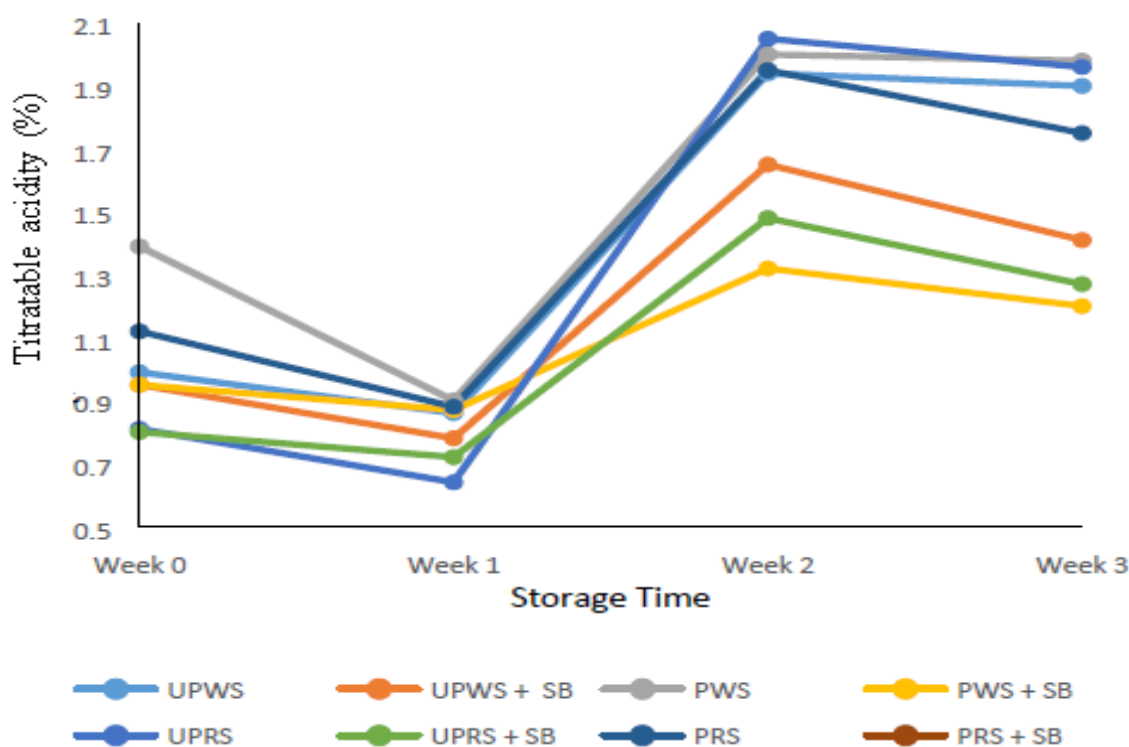 Titratable acidity (%)
2.1
1.9
1.7
1.5
1.3
1.1
0.9
0.7
0.5
Week 0 Week 1 Week 2 Week 3
Storage Time
UPWS UPWS + SB PWS PWS + SB
UPRS UPRS + SB PRS PRS + SB